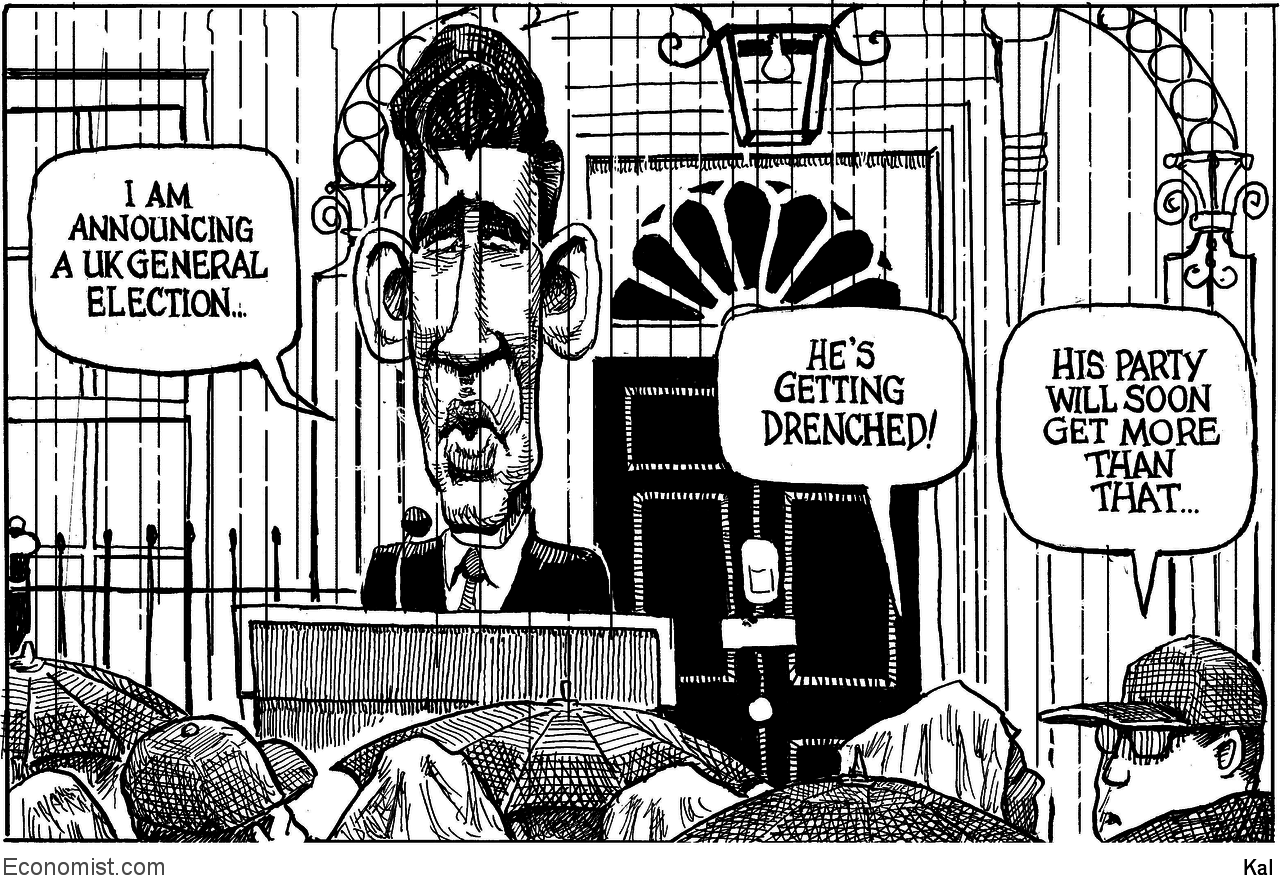 I AM
ANNOUNCING
A UK GENERAL
ELECTION...
HE'S
GETTING
DRENCHED!
HIS PARTY
WILL SOON
GET MORE
THAN
THAT...
Economist.com
Kal